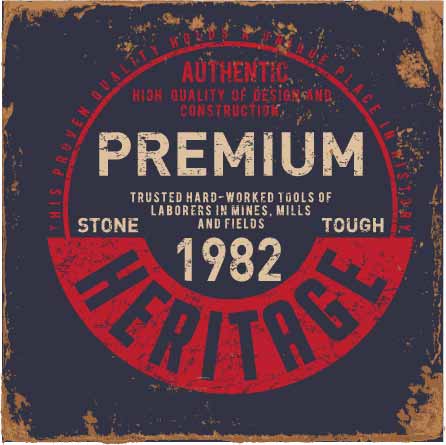 THIS PROVEN QUALITY HOLDS A UNIQUE PLACE IN HISTORY
AUTHENTIC
HIGH QUALITY OF DESIGN AND
CONSTRUCTION
PREMIUM
TRUSTED HARD-WORKED TOOLS OF
LABORERS IN MINES, MILLS
AND FIELDS
STONE
TOUGH
1982
HERITAGE